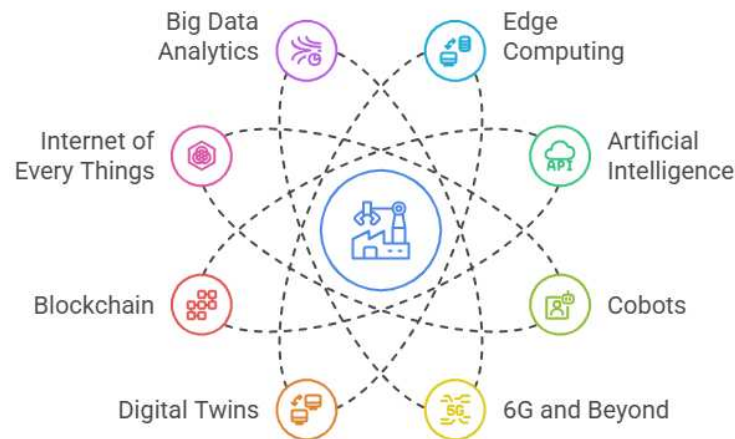 Big Data
Analytics
Edge
Computing
Internet of
Every Things
API
Artificial
Intelligence
Blockchain
Cobots
Digital Twins
5G
6G and Beyond